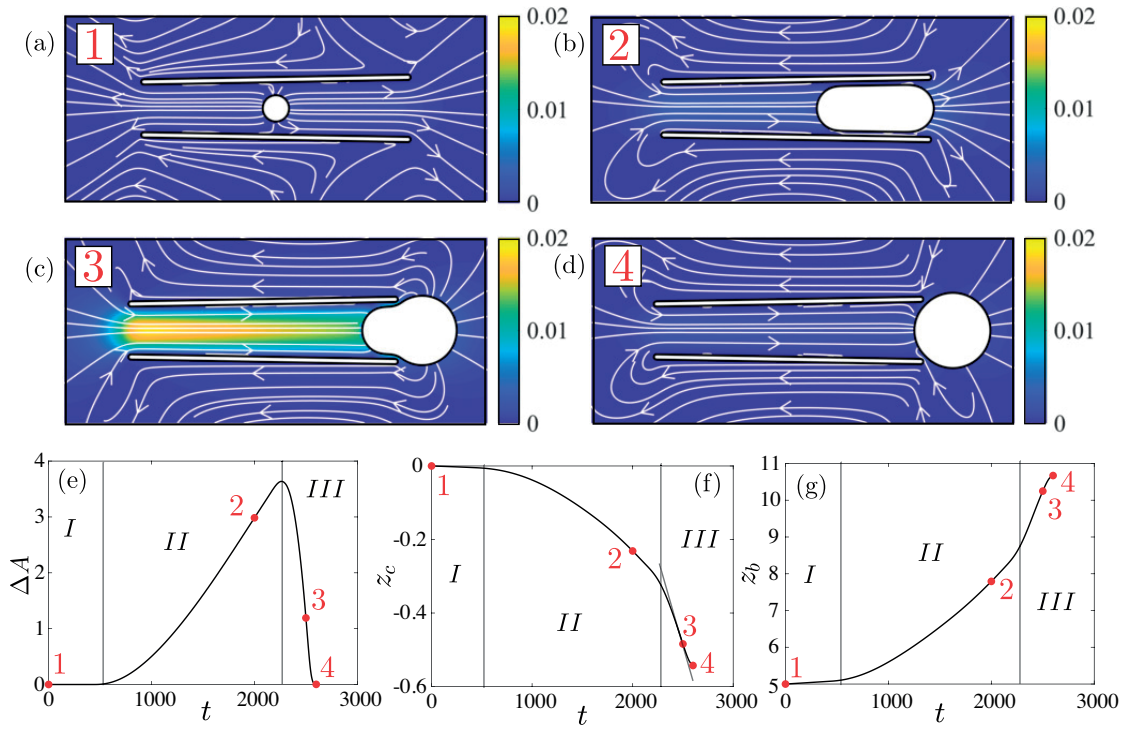 (a) 1 0.02 (b) 2 0.02
0.01 0.01
0 0
(c) 3 0.02 (d) 4 0.02
0.01 0.01
0 0
(e) 4 3 2 1 0 ΔA I II III 1 2 3 4 0 1000 2000 3000 t
(f) 0 -0.2 -0.4 -0.6 z_c I II III 1 2 3 4 0 1000 2000 3000 t
(g) 11 10 9 8 7 6 5 z_b I II III 1 2 3 4 0 1000 2000 3000 t